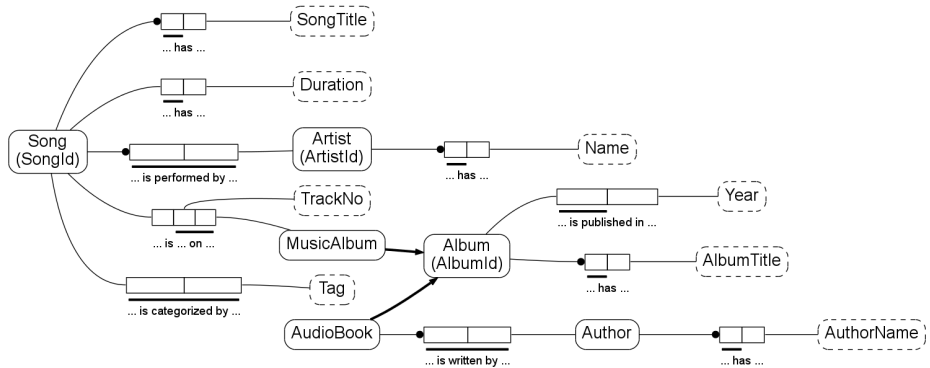 SongTitle
... has ...
Duration
... has ...
Song
(SongId)
Artist
(ArtistId)
Name
... is performed by ...
... has ...
TrackNo
Year
... is published in ...
... is ... on ...
MusicAlbum
Album
(AlbumId)
AlbumTitle
... has ...
Tag
... is categorized by ...
AudioBook
Author
AuthorName
... is written by ...
... has ...